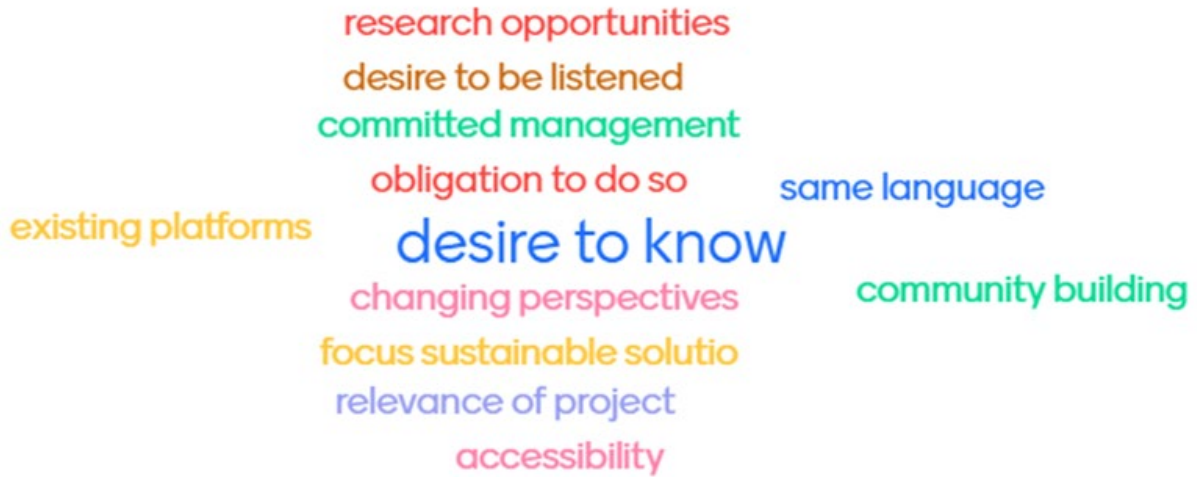 research opportunities
desire to be listened
committed management
obligation to do so
same language
existing platforms
desire to know
community building
changing perspectives
focus sustainable solutio
relevance of project
accessibility